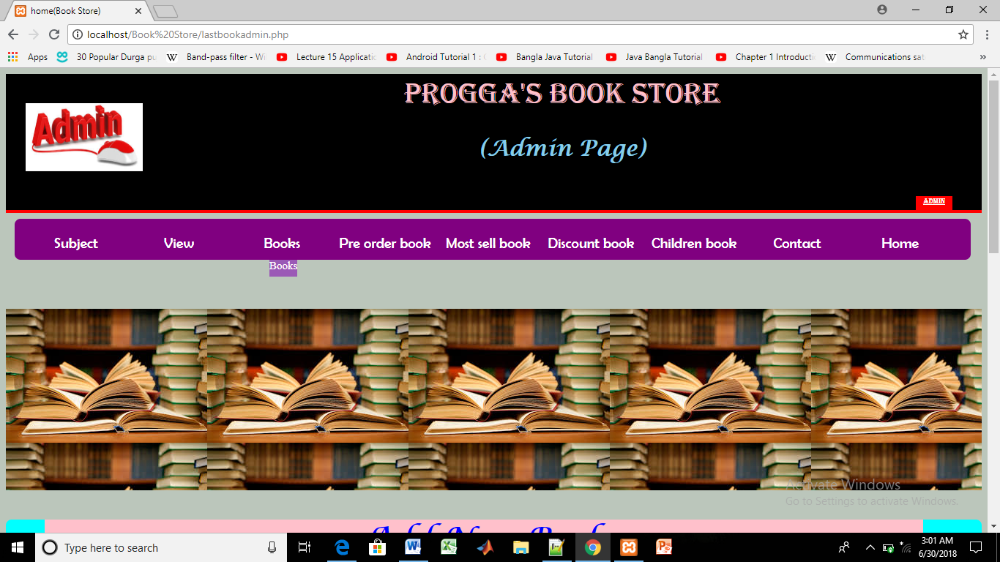 home(Book Store)
localhost/Book%20Store/lastbookadmin.php
Apps 30 Popular Durga pu Band-pass filter - Wi Lecture 15 Applicatio Android Tutorial 1 : Bangla Java Tutorial Java Bangla Tutorial Chapter 1 Introducti Communications sat »
PROGGA'S BOOK STORE
Admin
(Admin Page)
ADMIN
Subject View Books Pre order book Most sell book Discount book Children book Contact Home
Books
Activate Windows
Go to Settings to activate Windows.
Type here to search
3:01 AM
6/30/2018